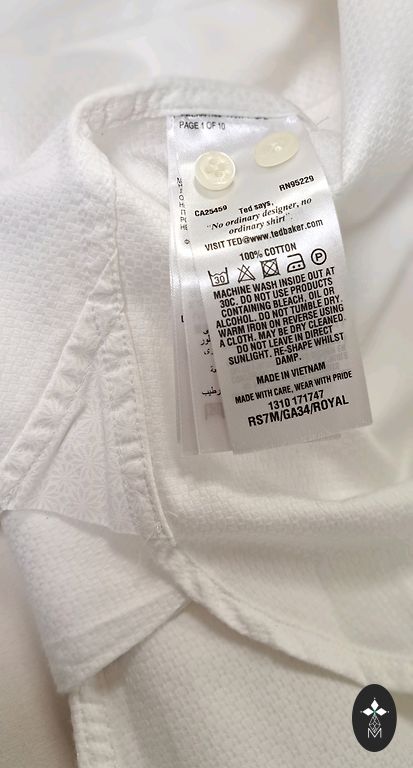 PAGE 1 OF 10
CA25459 RN95229
Ted says,
"No ordinary designer, no
ordinary shirt"
VISIT TED@www.tedbaker.com
100% COTTON
30 P
MACHINE WASH INSIDE OUT AT
30C. DO NOT USE PRODUCTS
CONTAINING BLEACH, OIL OR
ALCOHOL. DO NOT TUMBLE DRY.
WARM IRON ON REVERSE USING
A CLOTH. MAY BE DRY CLEANED.
DO NOT LEAVE IN DIRECT
SUNLIGHT. RE-SHAPE WHILST
DAMP.
MADE IN VIETNAM
MADE WITH CARE, WEAR WITH PRIDE
1310 171747
RS7M/GA34/ROYAL
M